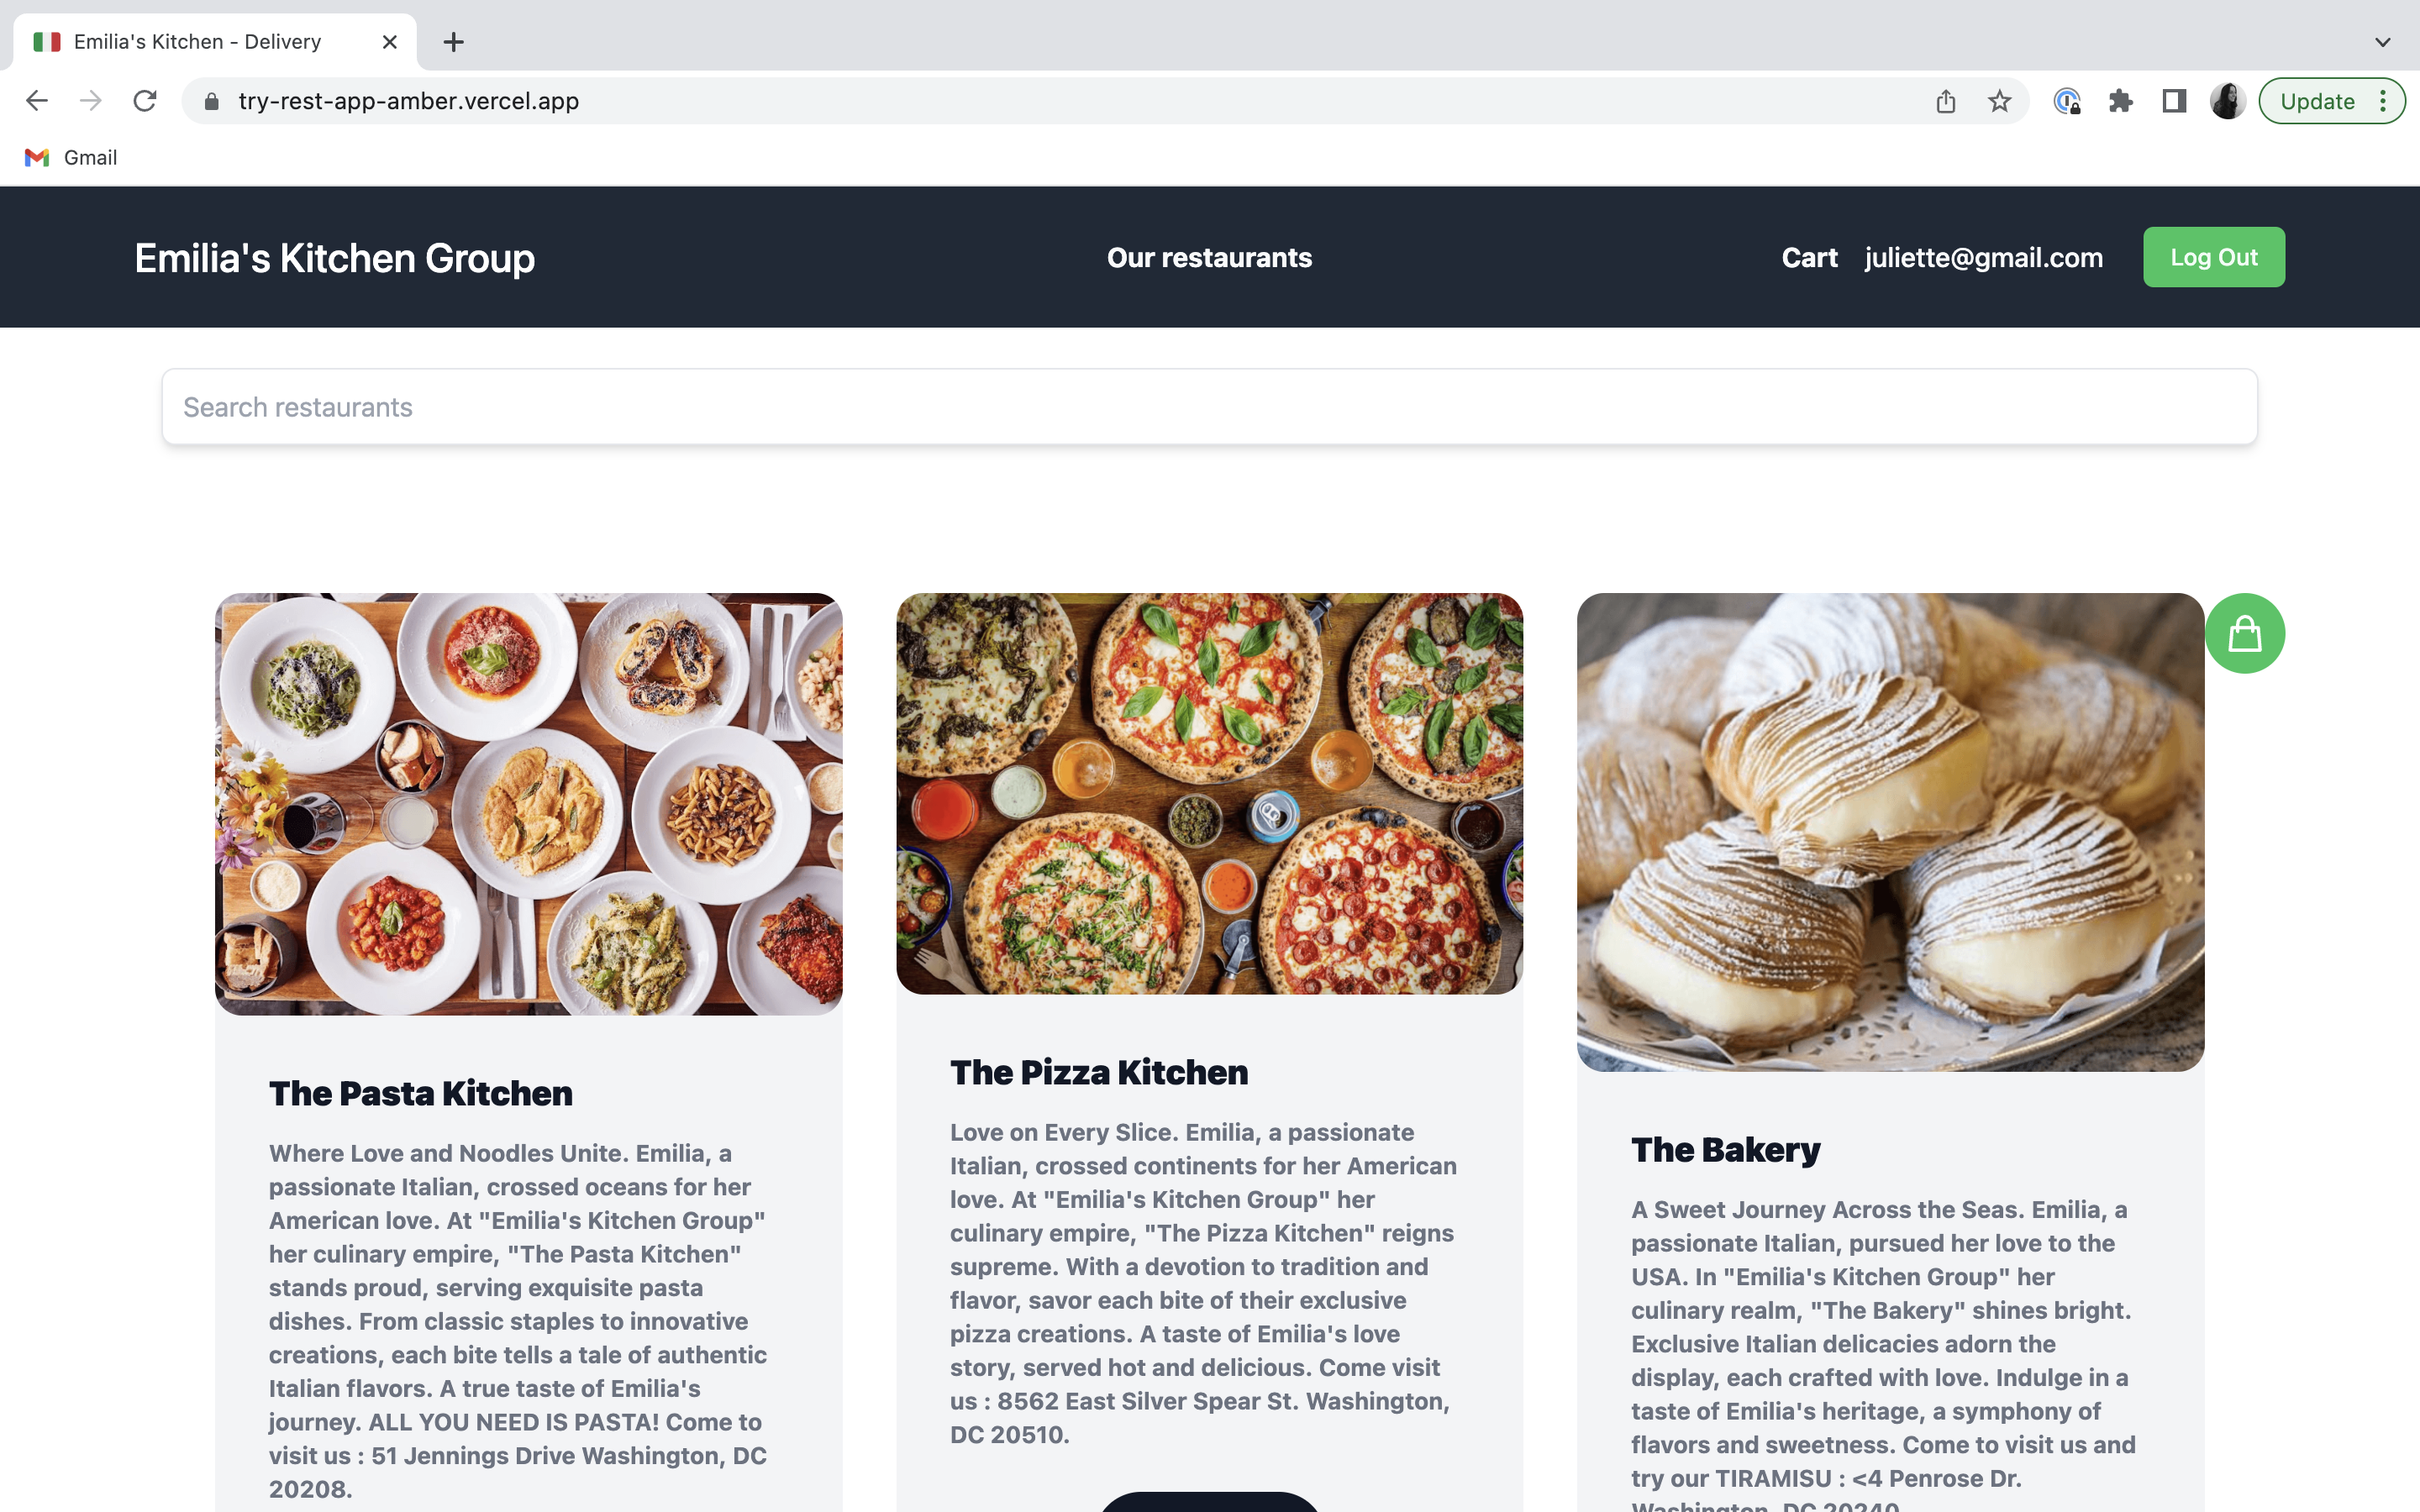 Emilia's Kitchen - Delivery
try-rest-app-amber.vercel.app
Update
Gmail
Emilia's Kitchen Group
Our restaurants
Cart
juliette@gmail.com
Log Out
Search restaurants
The Pasta Kitchen
Where Love and Noodles Unite. Emilia, a
passionate Italian, crossed oceans for her
American love. At "Emilia's Kitchen Group"
her culinary empire, "The Pasta Kitchen"
stands proud, serving exquisite pasta
dishes. From classic staples to innovative
creations, each bite tells a tale of authentic
Italian flavors. A true taste of Emilia's
journey. ALL YOU NEED IS PASTA! Come to
visit us : 51 Jennings Drive Washington, DC
20208.
The Pizza Kitchen
Love on Every Slice. Emilia, a passionate
Italian, crossed continents for her American
love. At "Emilia's Kitchen Group" her
culinary empire, "The Pizza Kitchen" reigns
supreme. With a devotion to tradition and
flavor, savor each bite of their exclusive
pizza creations. A taste of Emilia's love
story, served hot and delicious. Come visit
us : 8562 East Silver Spear St. Washington,
DC 20510.
The Bakery
A Sweet Journey Across the Seas. Emilia, a
passionate Italian, pursued her love to the
USA. In "Emilia's Kitchen Group" her
culinary realm, "The Bakery" shines bright.
Exclusive Italian delicacies adorn the
display, each crafted with love. Indulge in a
taste of Emilia's heritage, a symphony of
flavors and sweetness. Come to visit us and
try our TIRAMISU : <4 Penrose Dr.
Washington, DC 20240